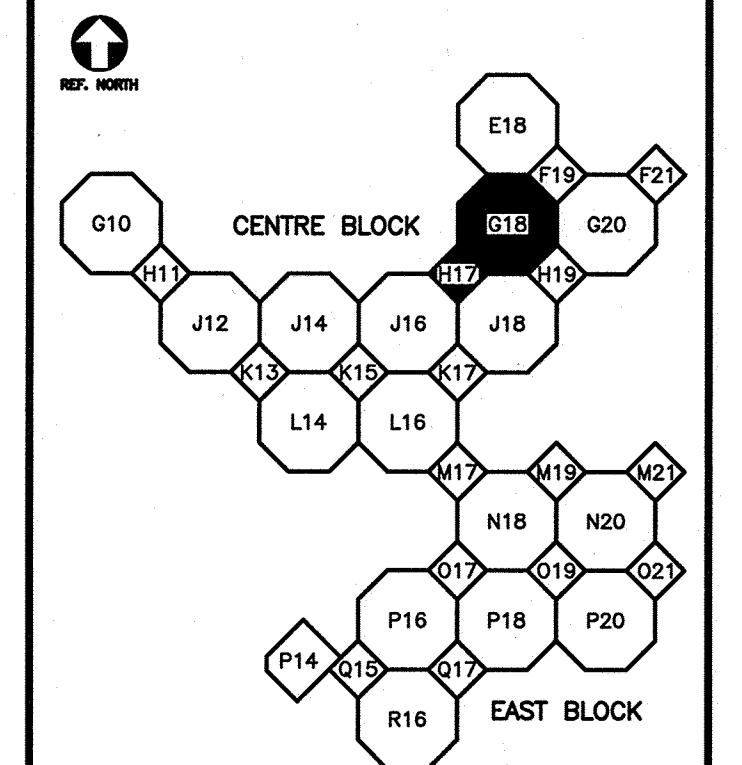 REF. NORTH
E18
F19
F21
G10
CENTRE BLOCK
G18
G20
H11
H17
H19
J12
J14
J16
J18
K13
K15
K17
L14
L16
M17
M19
M21
N18
N20
O17
O19
O21
P16
P18
P20
P14
Q15
Q17
R16
EAST BLOCK